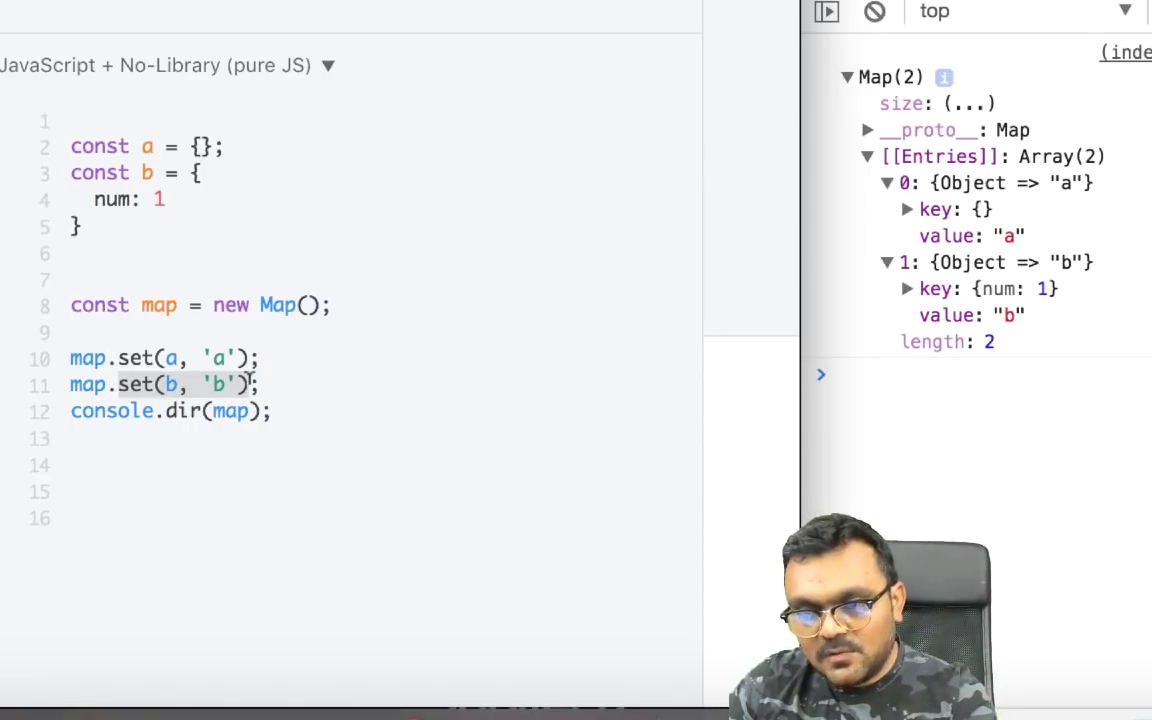 JavaScript + No-Library (pure JS) ▼
1
2 const a = {};
3 const b = {
4 num: 1
5 }
6
7
8 const map = new Map();
9
10 map.set(a, 'a');
11 map.set(b, 'b');
12 console.dir(map);
13
14
15
16
top ▼
(inde
▼Map(2) i
size: (...)
▶__proto__: Map
▼[[Entries]]: Array(2)
▼0: {Object => "a"}
▶key: {}
value: "a"
▼1: {Object => "b"}
▶key: {num: 1}
value: "b"
length: 2